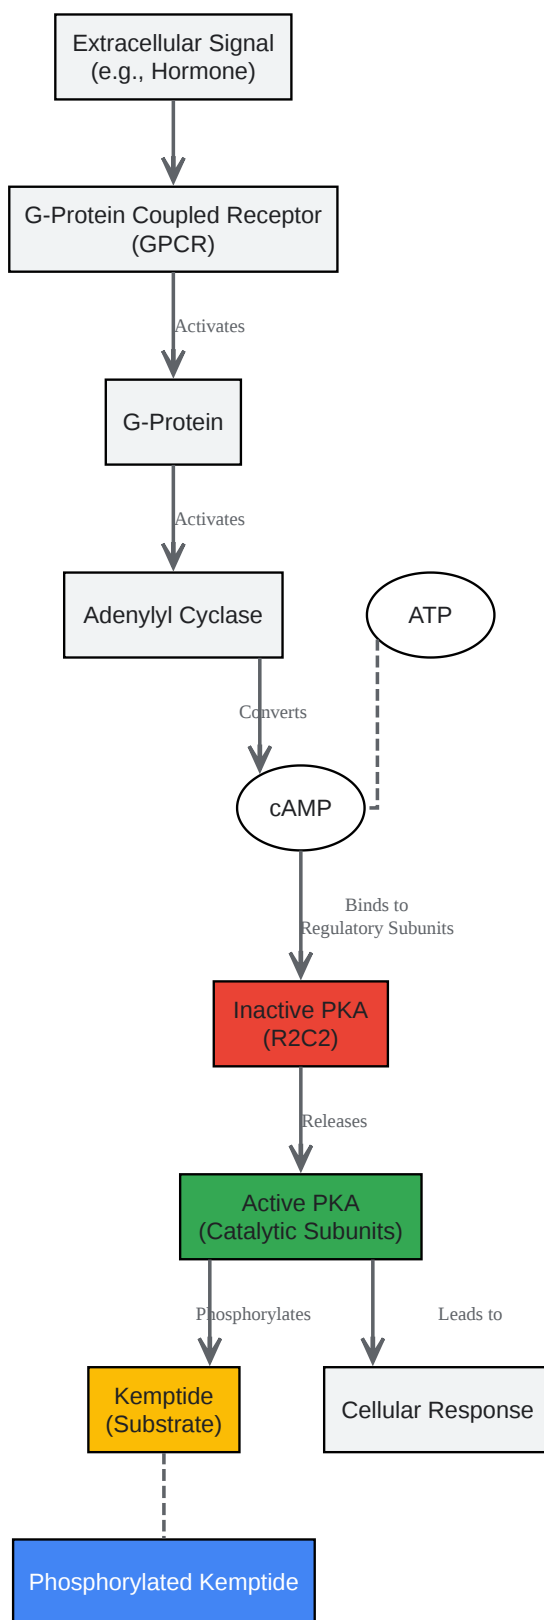 Extracellular Signal
(e.g., Hormone)
G-Protein Coupled Receptor
(GPCR)
Activates
G-Protein
Activates
Adenylyl Cyclase
ATP
Converts
cAMP
Binds to
Regulatory Subunits
Inactive PKA
(R2C2)
Releases
Active PKA
(Catalytic Subunits)
Phosphorylates
Leads to
Kemptide
(Substrate)
Cellular Response
Phosphorylated Kemptide